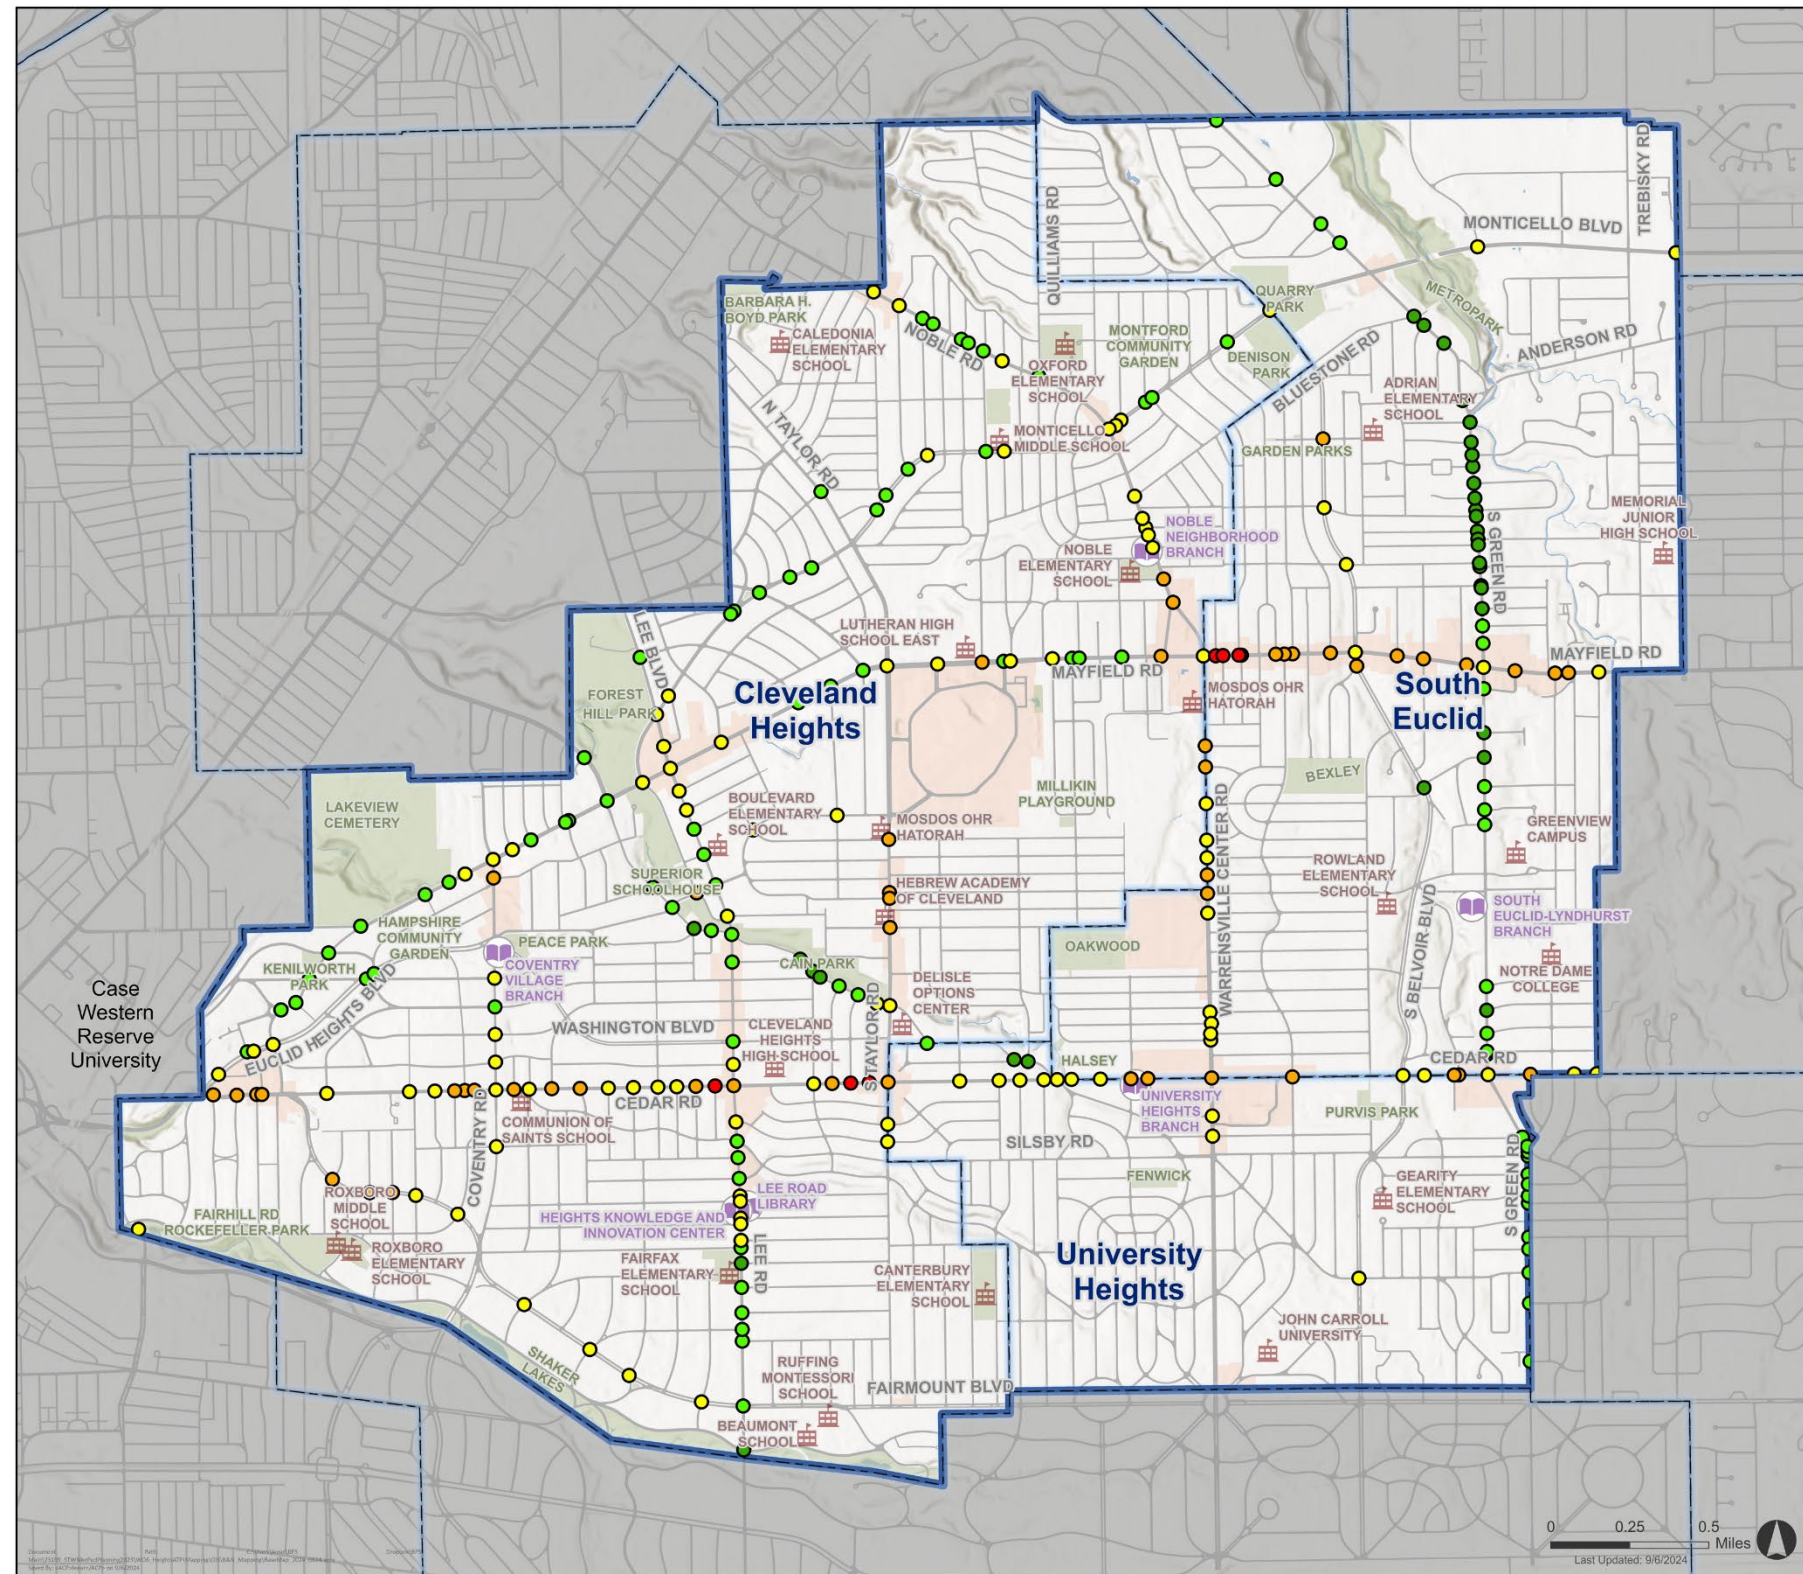 TREBISKY RD
MONTICELLO BLVD
QUILLIAMS RD
QUARRY
PARK
METROPARK
BARBARA H.
BOYD PARK
CALEDONIA
ELEMENTARY
SCHOOL
NOBLE RD
MONTFORD
COMMUNITY
GARDEN
ANDERSON RD
DENISON
PARK
BLUESTONE RD
OXFORD
ELEMENTARY
SCHOOL
ADRIAN
ELEMENTARY
SCHOOL
N TAYLOR RD
MONTICELLO
MIDDLE SCHOOL
GARDEN PARKS
MEMORIAL
JUNIOR
HIGH SCHOOL
S GREEN RD
NOBLE
NEIGHBORHOOD
BRANCH
NOBLE
ELEMENTARY
SCHOOL
LEE BLVD
LUTHERAN HIGH
SCHOOL EAST
MAYFIELD RD
MAYFIELD RD
FOREST
HILL PARK
Cleveland
Heights
MOSDOS OHR
HATORAH
South
Euclid
LAKEVIEW
CEMETERY
BOULEVARD
ELEMENTARY
SCHOOL
MILLIKIN
PLAYGROUND
BEXLEY
MOSDOS OHR
HATORAH
WARRENSVILLE CENTER RD
GREENVIEW
CAMPUS
ROWLAND
ELEMENTARY
SCHOOL
SUPERIOR
SCHOOLHOUSE
HEBREW ACADEMY
OF CLEVELAND
SOUTH
EUCLID-LYNDHURST
BRANCH
HAMPSHIRE
COMMUNITY
GARDEN
PEACE PARK
OAKWOOD
S BELVOIR BLVD
KENILWORTH
PARK
COVENTRY
VILLAGE
BRANCH
CAIN PARK
DELISLE
OPTIONS
CENTER
NOTRE DAME
COLLEGE
Case
Western
Reserve
University
EUCLID HEIGHTS BLVD
WASHINGTON BLVD
CLEVELAND
HEIGHTS
HIGH SCHOOL
S TAYLOR RD
HALSEY
CEDAR RD
CEDAR RD
COVENTRY RD
COMMUNION OF
SAINTS SCHOOL
UNIVERSITY
HEIGHTS
BRANCH
PURVIS PARK
SILSBY RD
S GREEN RD
FENWICK
GEARITY
ELEMENTARY
SCHOOL
ROXBORO
MIDDLE
SCHOOL
LEE ROAD
LIBRARY
FAIRHILL RD
ROCKEFELLER PARK
HEIGHTS KNOWLEDGE AND
INNOVATION CENTER
ROXBORO
ELEMENTARY
SCHOOL
LEE RD
FAIRFAX
ELEMENTARY
SCHOOL
CANTERBURY
ELEMENTARY
SCHOOL
University
Heights
JOHN CARROLL
UNIVERSITY
SHAKER
LAKES
RUFFING
MONTESSORI
SCHOOL
FAIRMOUNT BLVD
BEAUMONT
SCHOOL
0 0.25 0.5
Miles
Last Updated: 9/6/2024